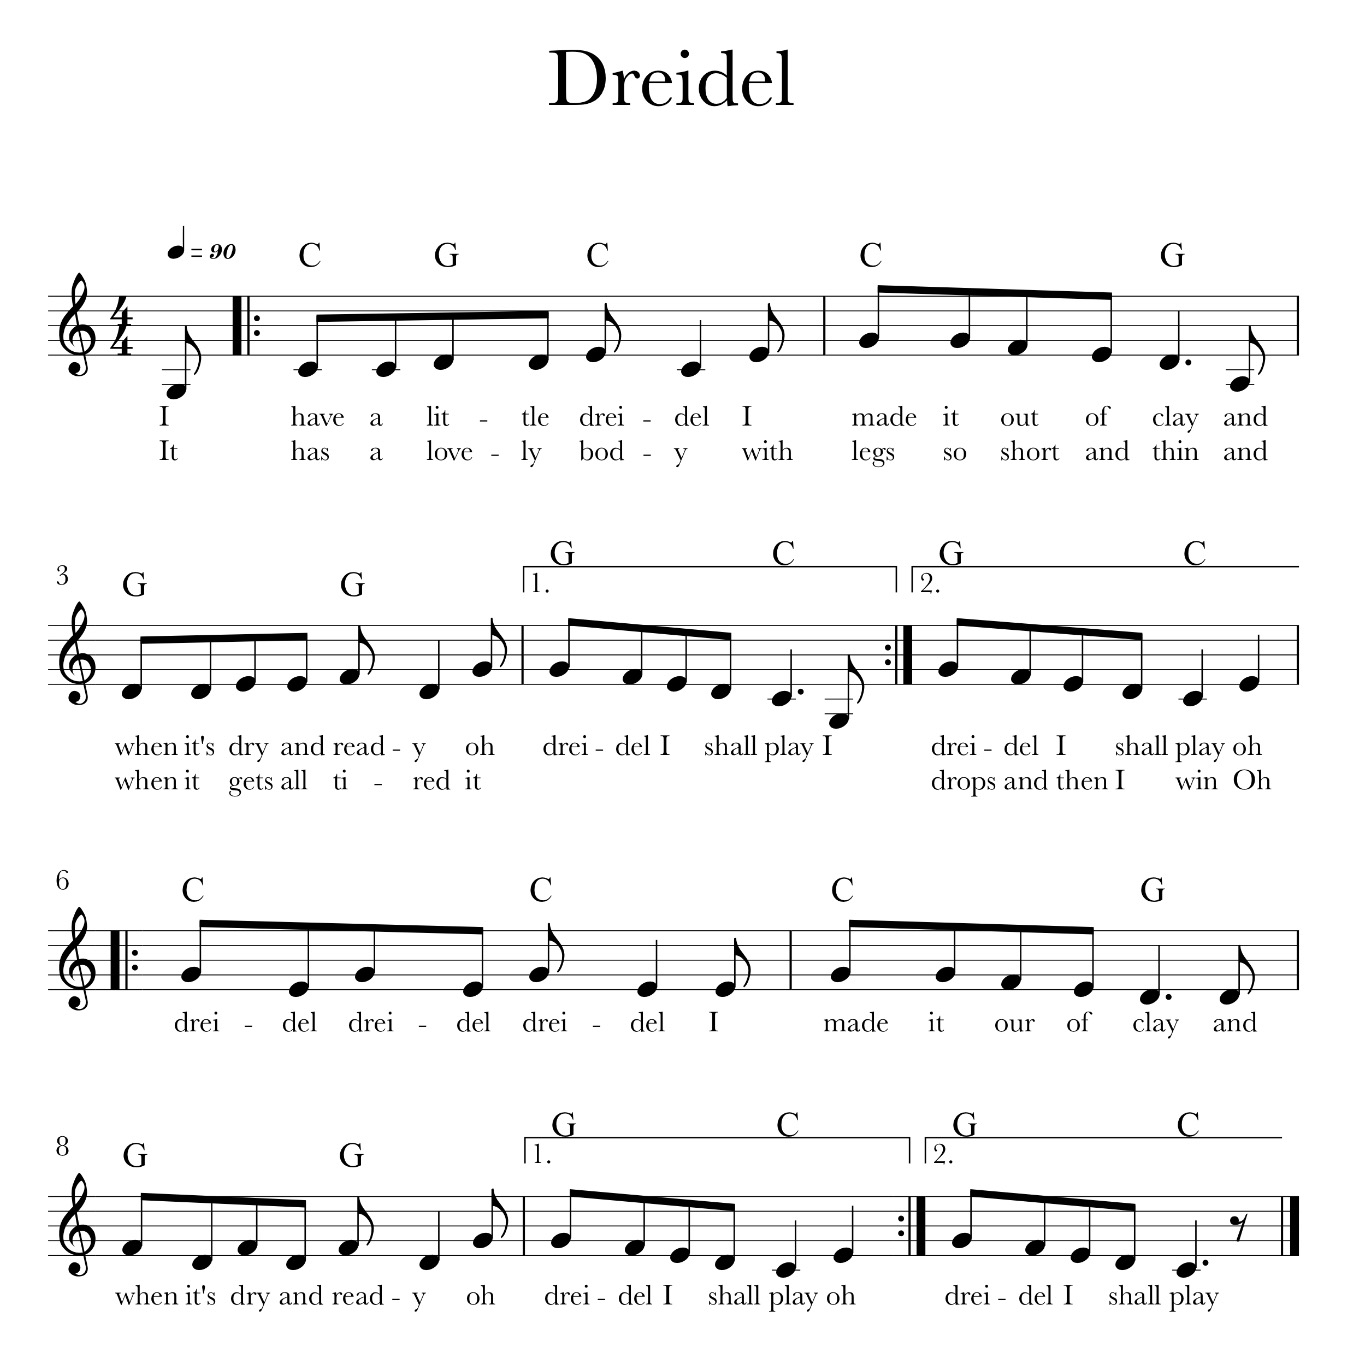 Dreidel
= 90
C G C C G
4
4
I have a lit - tle drei - del I made it out of clay and
It has a love - ly bod - y with legs so short and thin and
G C G C
3 G G 1. 2.
when it's dry and read - y oh drei - del I shall play I drei - del I shall play oh
when it gets all ti - red it drops and then I win Oh
6 C C C G
drei - del drei - del drei - del I made it our of clay and
G C G C
8 G G 1. 2.
when it's dry and read - y oh drei - del I shall play oh drei - del I shall play